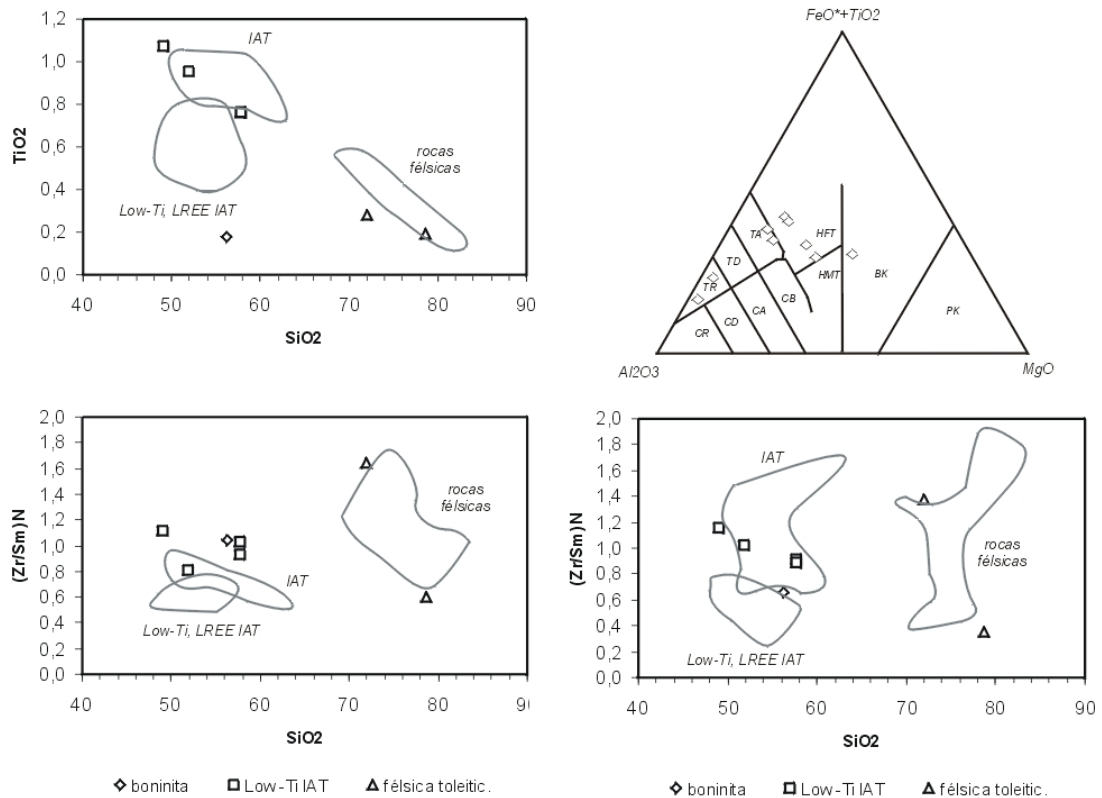 1,2
1,0
0,8
0,6
0,4
0,2
0,0
TiO2
IAT
rocas
félsicas
Low-Ti, LREE IAT
40 50 60 70 80 90
SiO2
FeO*+TiO2
TA
HFT
TD
HMT
BK
TR
CB
CA
CD
CR
PK
Al2O3
MgO
2,0
1,8
1,6
1,4
1,2
1,0
0,8
0,6
0,4
0,2
0,0
(Zr/Sm)N
rocas
félsicas
IAT
Low-Ti, LREE IAT
40 50 60 70 80 90
SiO2
2,0
1,8
1,6
1,4
1,2
1,0
0,8
0,6
0,4
0,2
0,0
(Zr/Sm)N
IAT
rocas
félsicas
Low-Ti, LREE IAT
40 50 60 70 80 90
SiO2
boninita Low-Ti IAT félsica toleitic.
boninita Low-Ti IAT félsica toleitic.